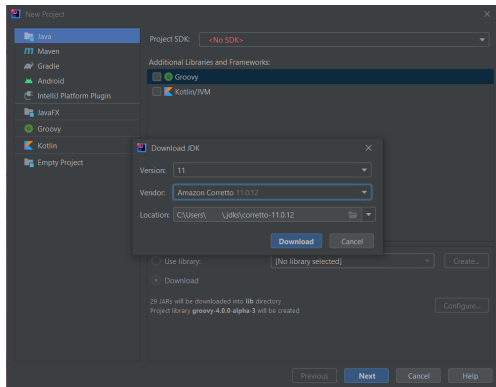 New Project
Java
Maven
Gradle
Android
IntelliJ Platform Plugin
JavaFX
Groovy
Kotlin
Empty Project
Project SDK: <No SDK>
Additional Libraries and Frameworks:
Groovy
Kotlin/JVM
Download JDK
Version: 11
Vendor: Amazon Corretto 11.0.12
Location: C:\Users\ \.jdks\corretto-11.0.12
Download Cancel
Use library: [No library selected] Create...
Download
29 JARs will be downloaded into lib directory
Project library groovy-4.0.0-alpha-3 will be created
Configure...
Previous Next Cancel Help